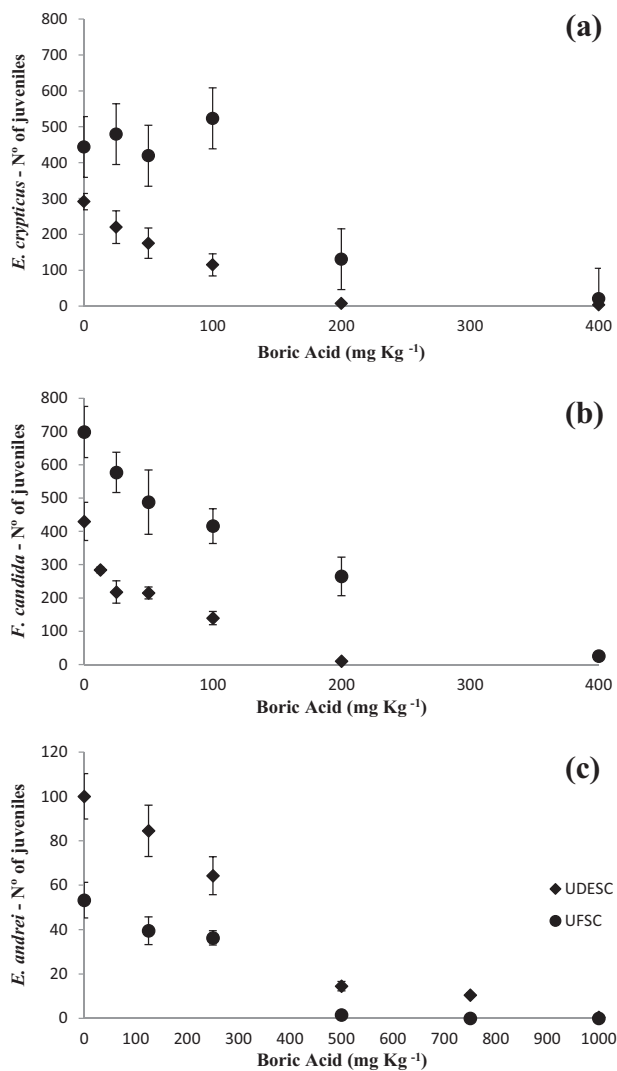 (a)
E. crypticus - Nº of juveniles
800
700
600
500
400
300
200
100
0
0 100 200 300 400
Boric Acid (mg Kg -1)
(b)
F. candida - Nº of juveniles
800
700
600
500
400
300
200
100
0
0 100 200 300 400
Boric Acid (mg Kg -1)
(c)
E. andrei - Nº of juveniles
120
100
80
60
40
20
0
UDESC
UFSC
0 100 200 300 400 500 600 700 800 900 1000
Boric Acid (mg Kg -1)